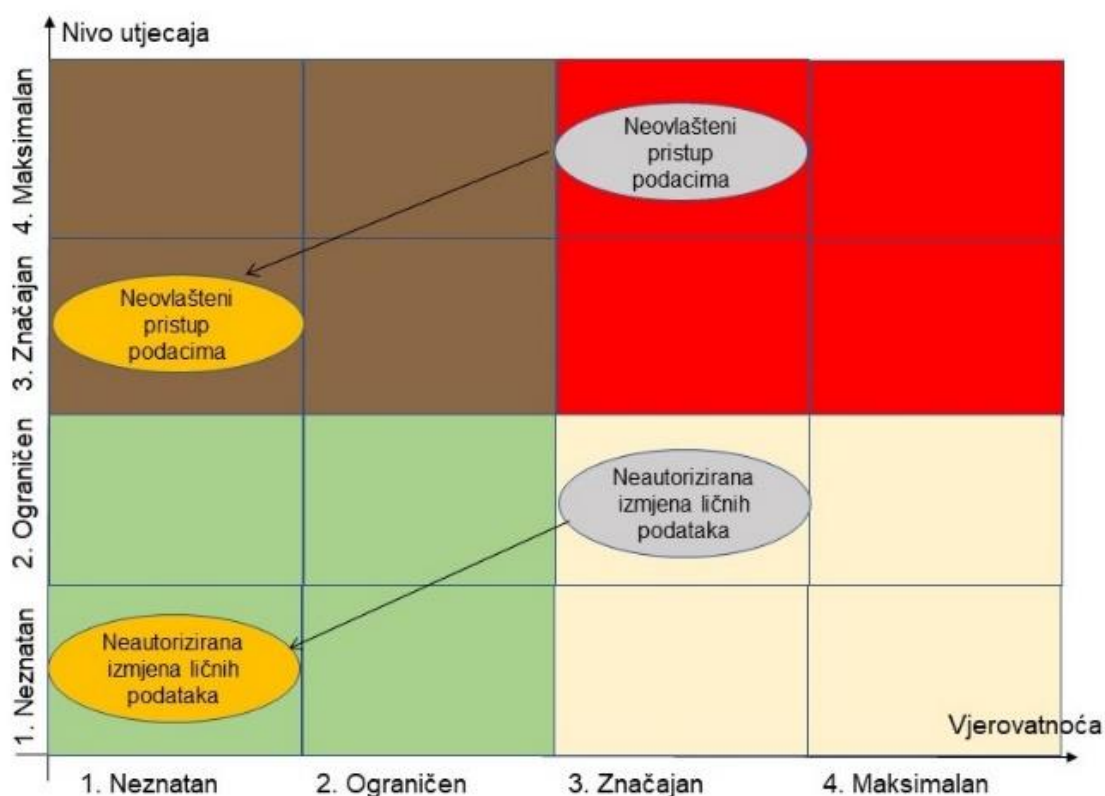 Nivo utjecaja
4. Maksimalan
Neovlašteni
pristup
podacima
3. Značajan
Neovlašteni
pristup
podacima
2. Ograničen
Neautorizirana
izmjena ličnih
podataka
1. Neznatan
Neautorizirana
izmjena ličnih
podataka
Vjerovatnoća
1. Neznatan
2. Ograničen
3. Značajan
4. Maksimalan